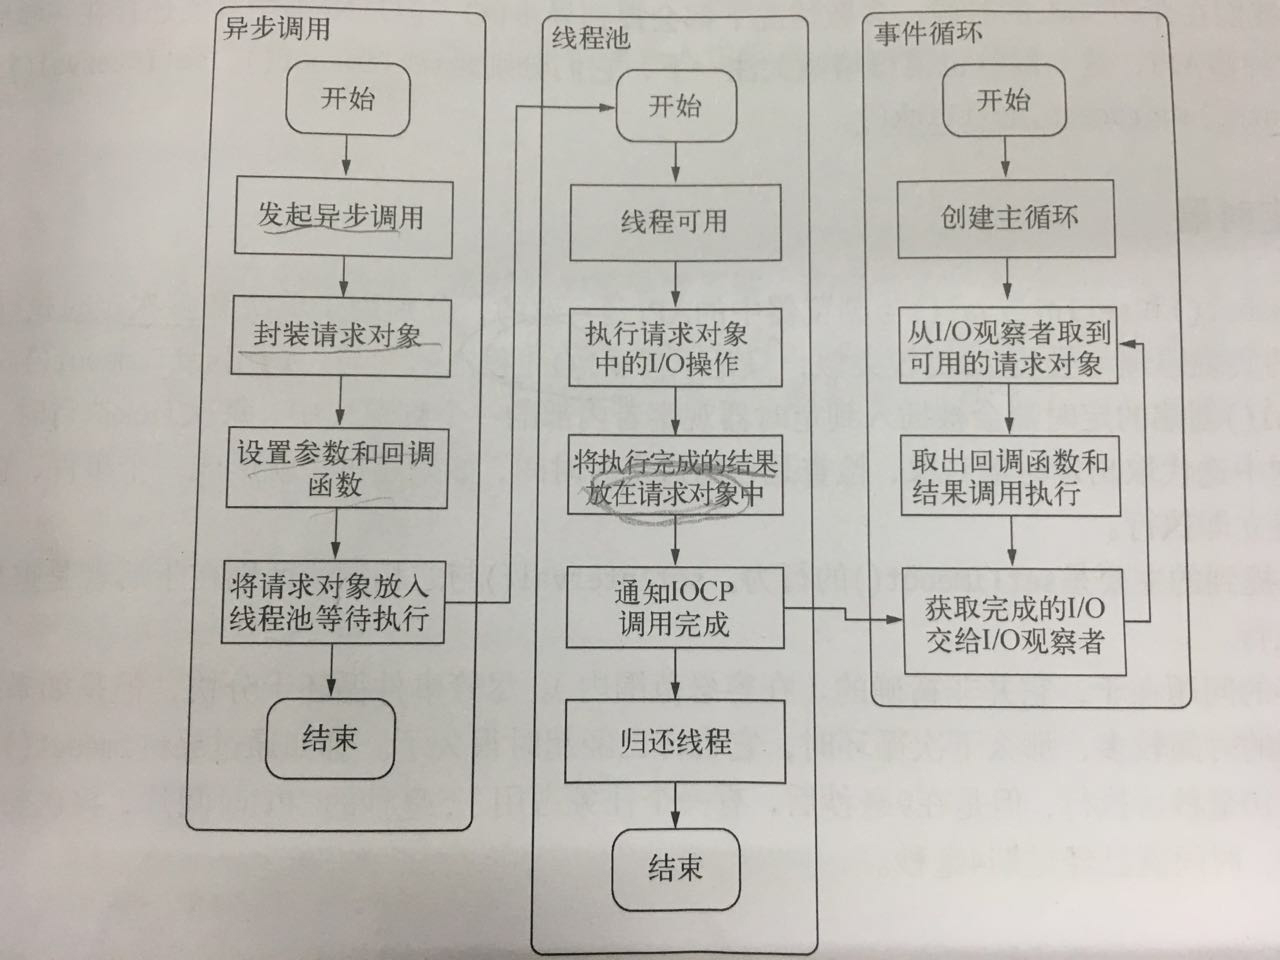 异步调用
开始
发起异步调用
封装请求对象
设置参数和回调
函数
将请求对象放入
线程池等待执行
结束
线程池
开始
线程可用
执行请求对象
中的I/O操作
将执行完成的结果
放在请求对象中
通知IOCP
调用完成
归还线程
结束
事件循环
开始
创建主循环
从I/O观察者取到
可用的请求对象
取出回调函数和
结果调用执行
获取完成的I/O
交给I/O观察者